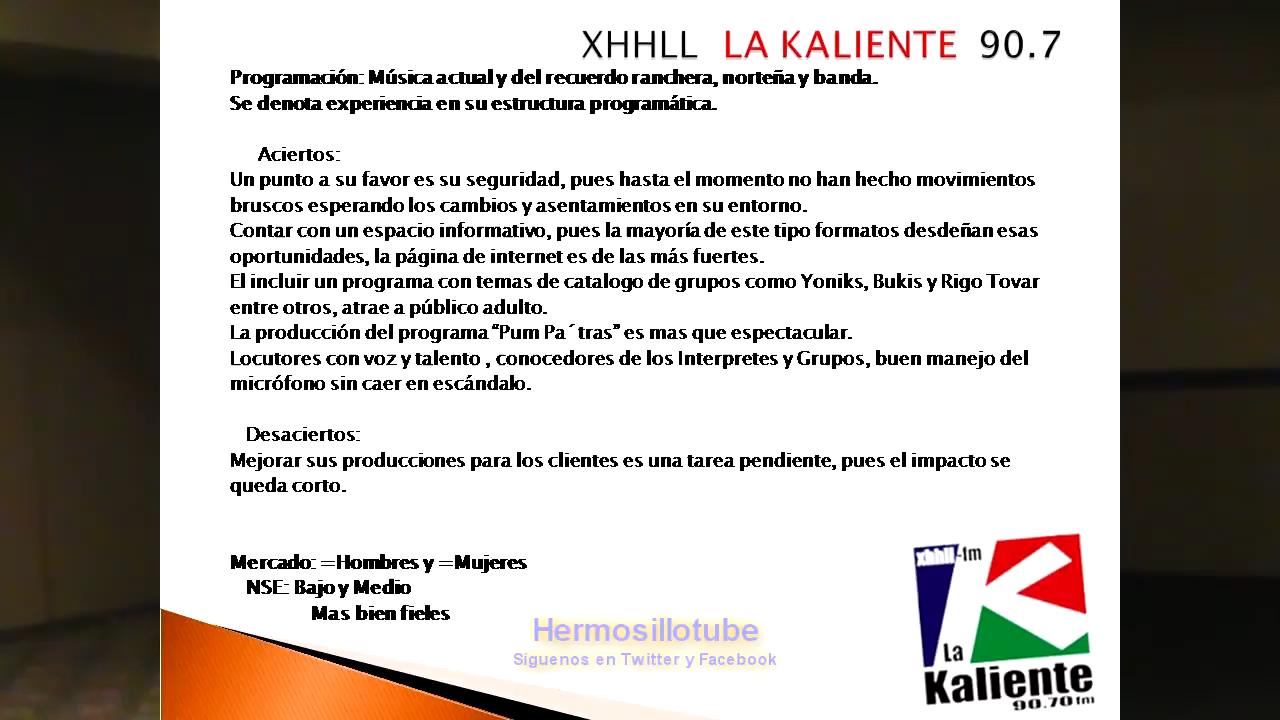 XHHLL LA KALIENTE 90.7
Programación: Música actual y del recuerdo ranchera, norteña y banda.
Se denota experiencia en su estructura programática.
Aciertos:
Un punto a su favor es su seguridad, pues hasta el momento no han hecho movimientos
bruscos esperando los cambios y asentamientos en su entorno.
Contar con un espacio informativo, pues la mayoría de este tipo formatos desdeñan esas
oportunidades, la página de internet es de las más fuertes.
El incluir un programa con temas de catalogo de grupos como Yoniks, Bukis y Rigo Tovar
entre otros, atrae a público adulto.
La producción del programa “Pum Pa´tras” es mas que espectacular.
Locutores con voz y talento , conocedores de los Interpretes y Grupos, buen manejo del
micrófono sin caer en escándalo.
Desaciertos:
Mejorar sus producciones para los clientes es una tarea pendiente, pues el impacto se
queda corto.
Mercado: =Hombres y =Mujeres
NSE: Bajo y Medio
Mas bien fieles
Hermosillotube
Siguenos en Twitter y Facebook
xhhll-fm
La
Kaliente
90.70 fm